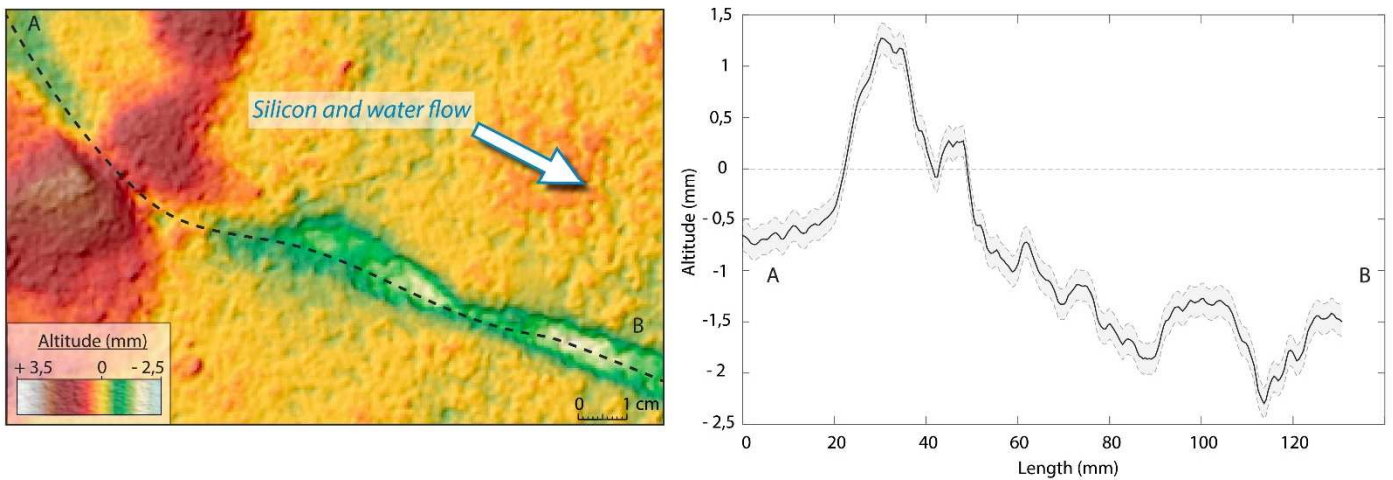 A
Silicon and water flow
B
Altitude (mm)
+ 3,5 0 - 2,5
0 1 cm
1,5
1
0,5
0
- 0,5
-1
- 1,5
- 2
- 2,5
Altitude (mm)
A
B
0 20 40 60 80 100 120 140
Length (mm)